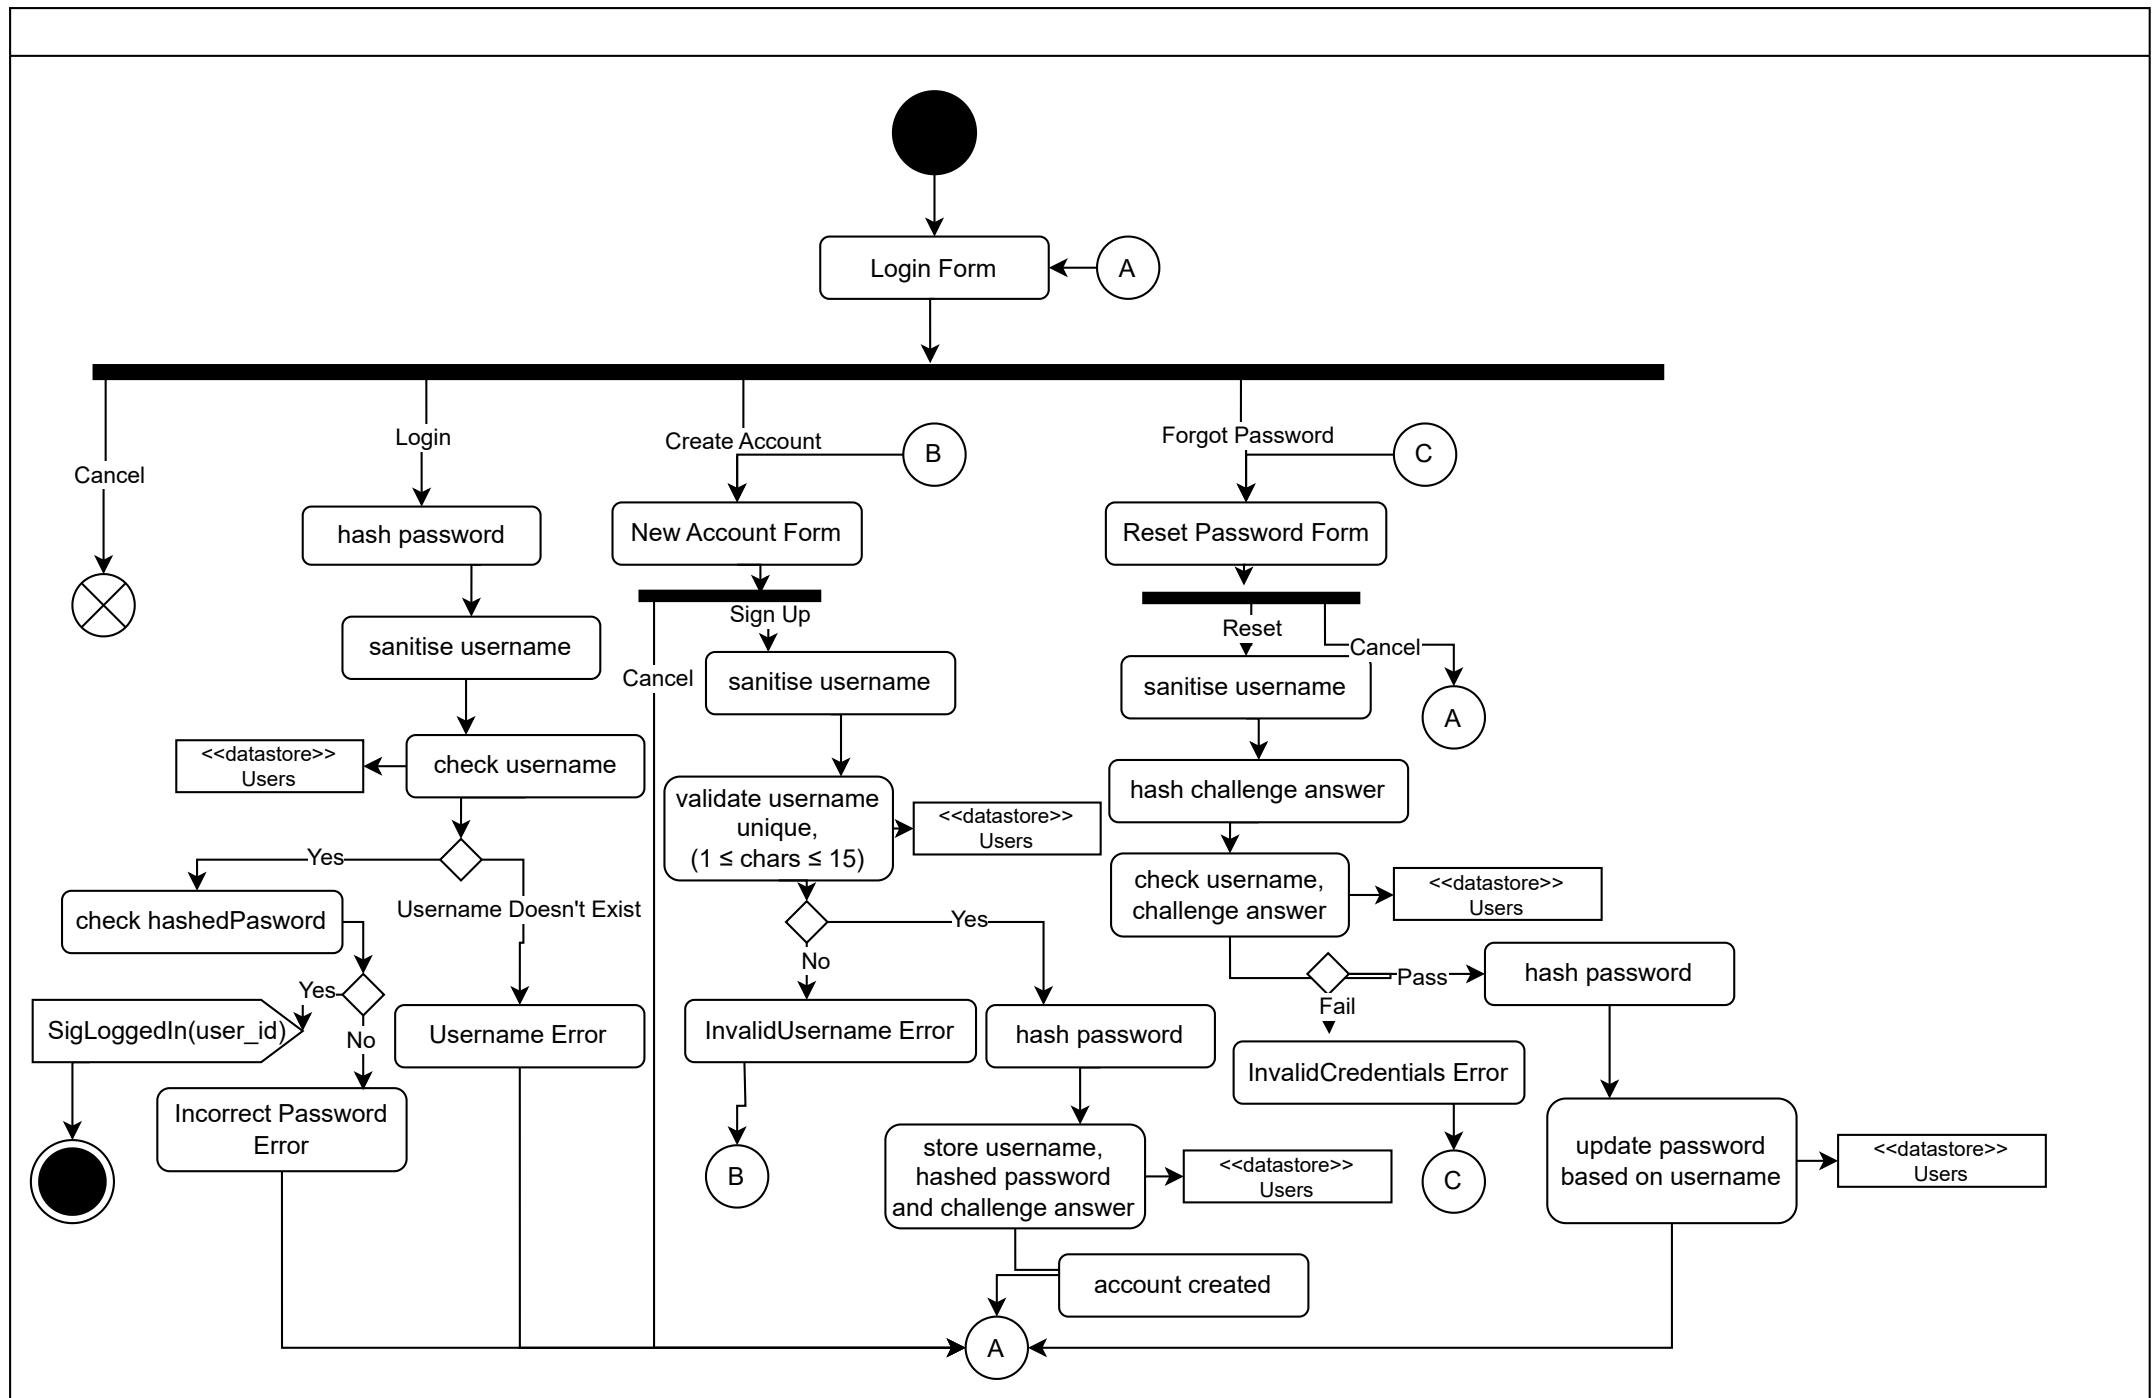 Login Form
A
Cancel
Login
Create Account
B
Forgot Password
C
hash password
New Account Form
Reset Password Form
Sign Up
Reset
Cancel
Cancel
sanitise username
sanitise username
sanitise username
A
<<datastore>>
Users
check username
validate username
unique,
(1 ≤ chars ≤ 15)
<<datastore>>
Users
hash challenge answer
Yes
Username Doesn't Exist
check hashedPasword
check username,
challenge answer
<<datastore>>
Users
Yes
No
Pass
hash password
Fail
Yes
No
SigLoggedIn(user_id)
Username Error
InvalidUsername Error
hash password
InvalidCredentials Error
Incorrect Password
Error
B
store username,
hashed password
and challenge answer
<<datastore>>
Users
C
update password
based on username
<<datastore>>
Users
account created
A